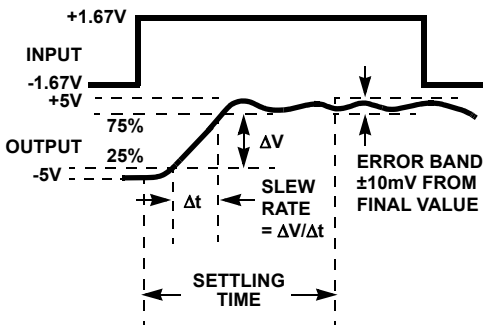 +1.67V
INPUT
-1.67V
+5V
75%
OUTPUT
25%
-5V
ΔV
Δt
SLEW
RATE
= ΔV/Δt
ERROR BAND
±10mV FROM
FINAL VALUE
SETTLING
TIME